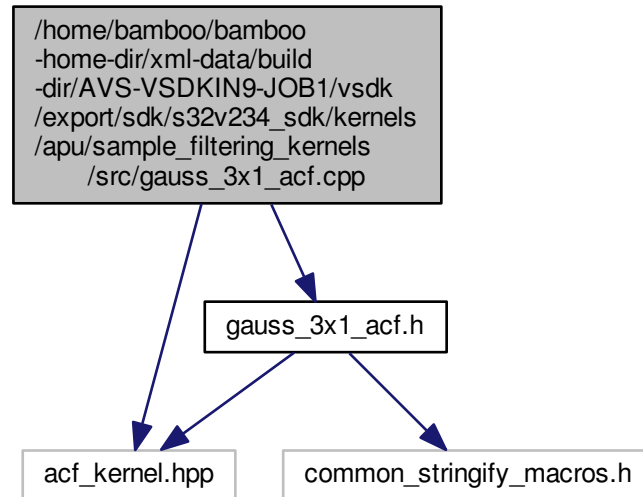 /home/bamboo/bamboo
-home-dir/xml-data/build
-dir/AVS-VSDKIN9-JOB1/vsdk
/export/sdk/s32v234_sdk/kernels
/apu/sample_filtering_kernels
/src/gauss_3x1_acf.cpp
gauss_3x1_acf.h
acf_kernel.hpp
common_stringify_macros.h